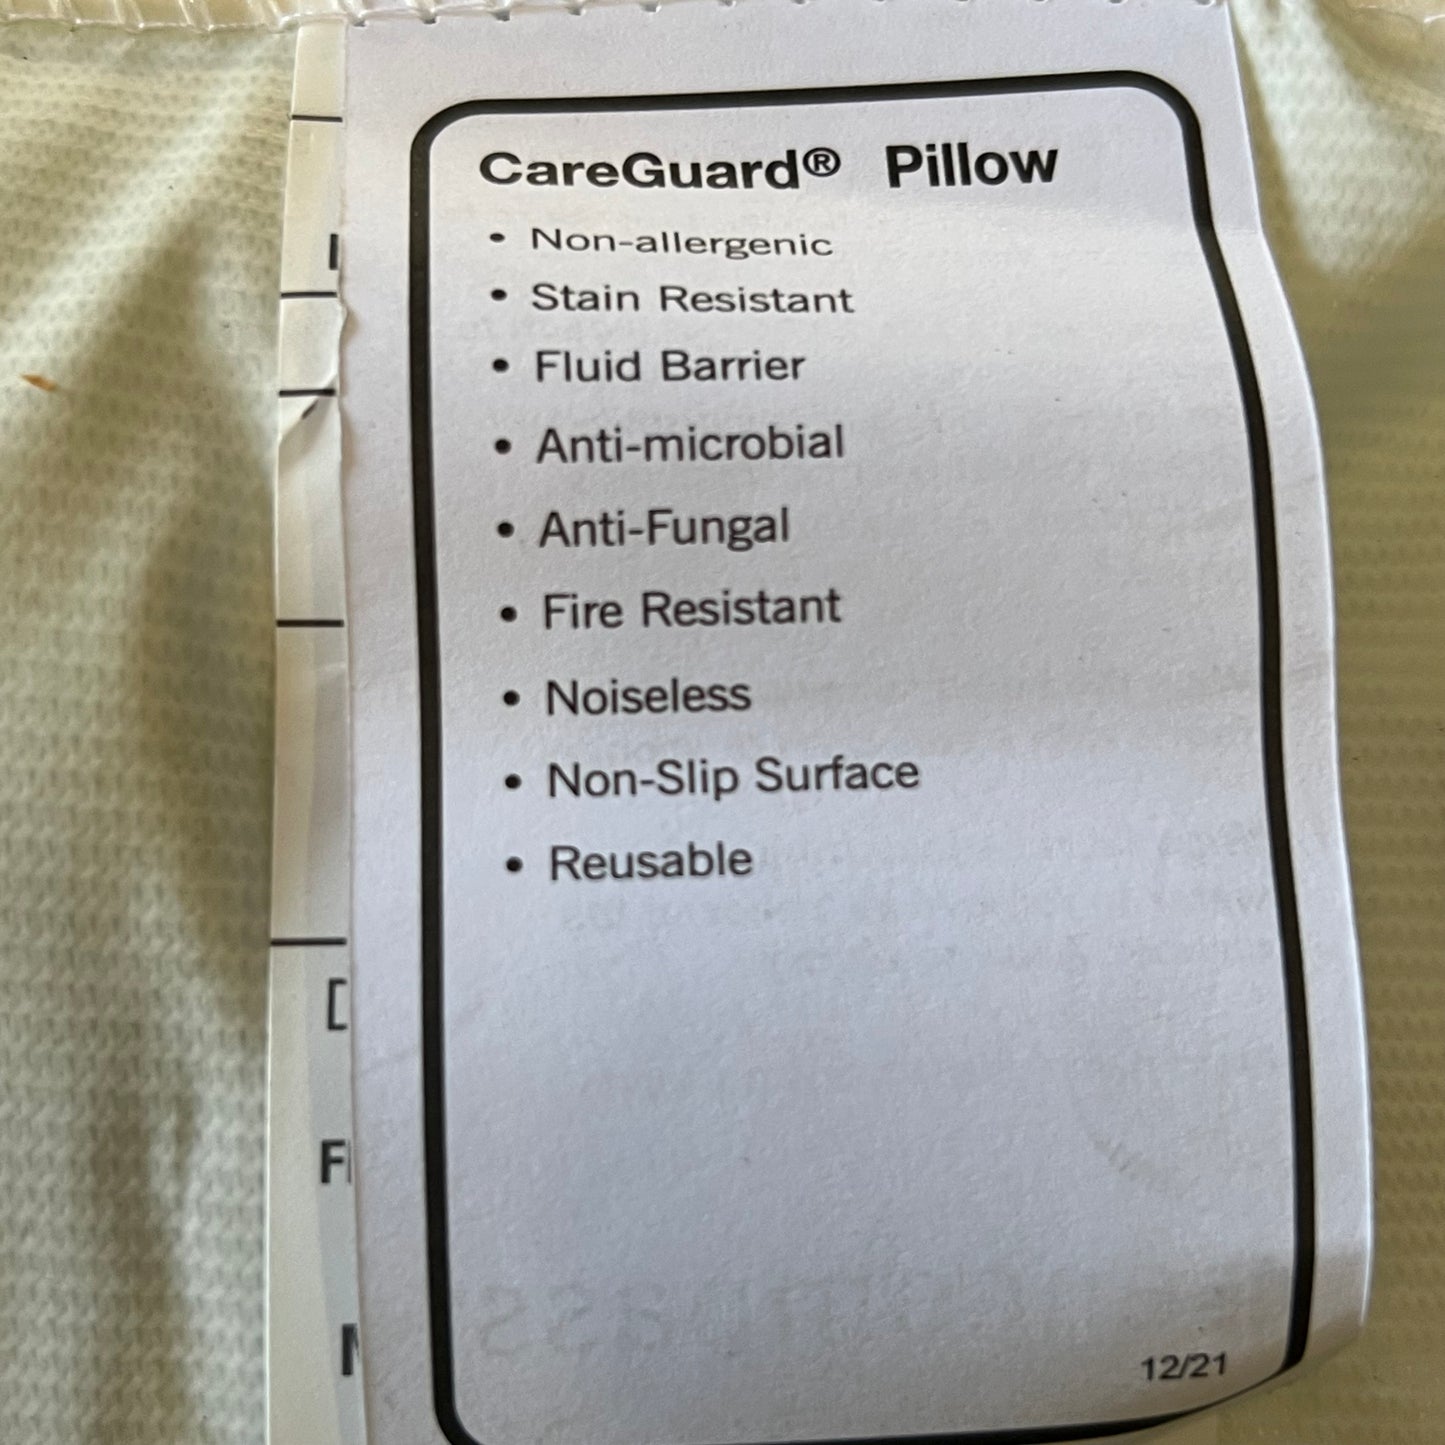 CareGuard® Pillow
• Non-allergenic
• Stain Resistant
• Fluid Barrier
• Anti-microbial
• Anti-Fungal
• Fire Resistant
• Noiseless
• Non-Slip Surface
• Reusable
12/21